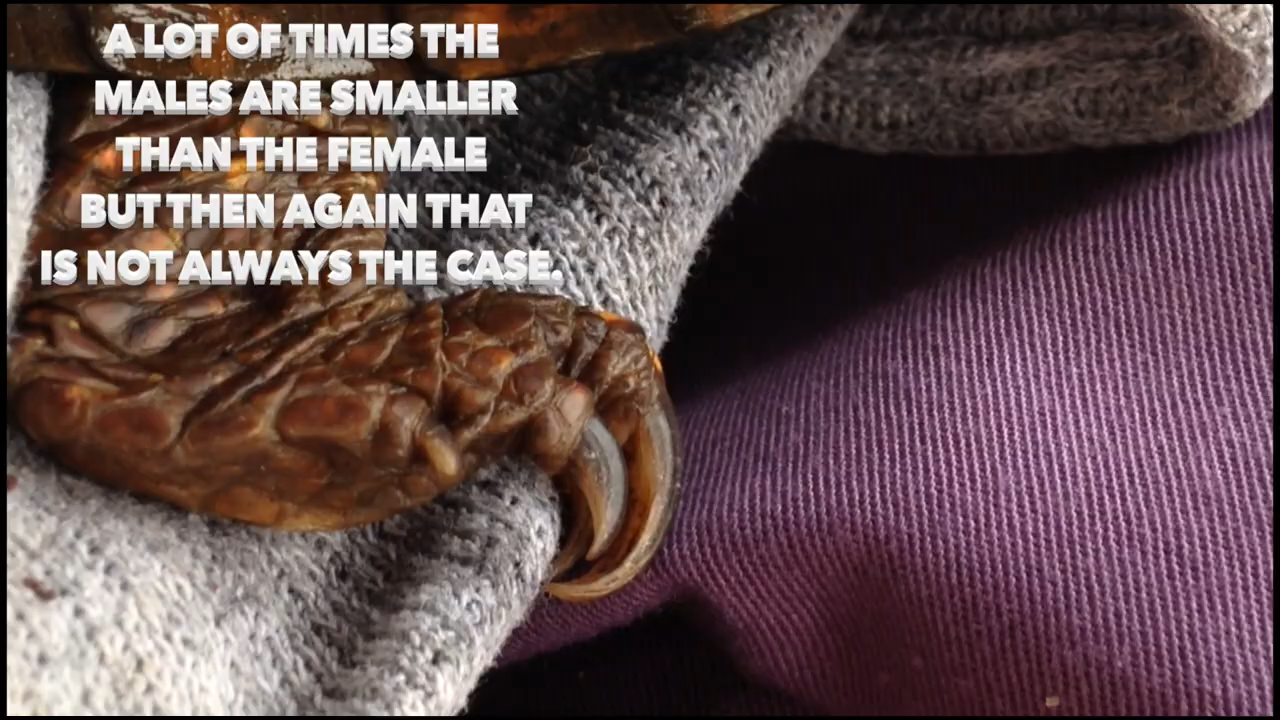 A LOT OF TIMES THE
MALES ARE SMALLER
THAN THE FEMALE
BUT THEN AGAIN THAT
IS NOT ALWAYS THE CASE.